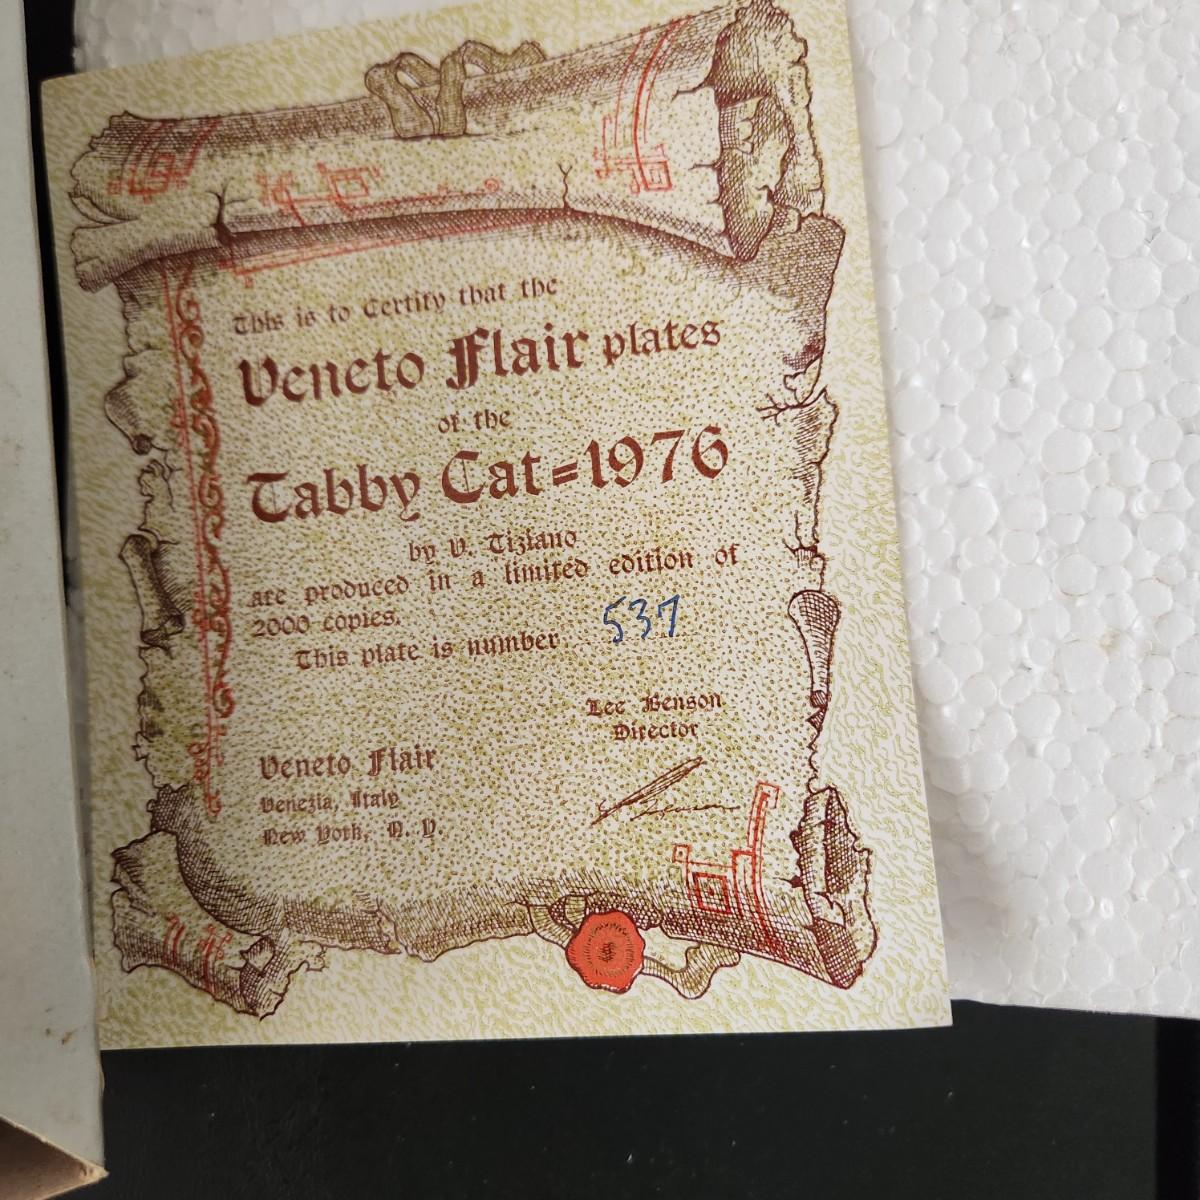 This is to Certify that the
Veneto Flair plates
of the
Tabby Cat=1976
by V. Tiziano
are produced in a limited edition of
2000 copies.
This plate is number 537
Lee Benson
Director
Veneto Flair
Venezia, Italy
New York, N. Y.